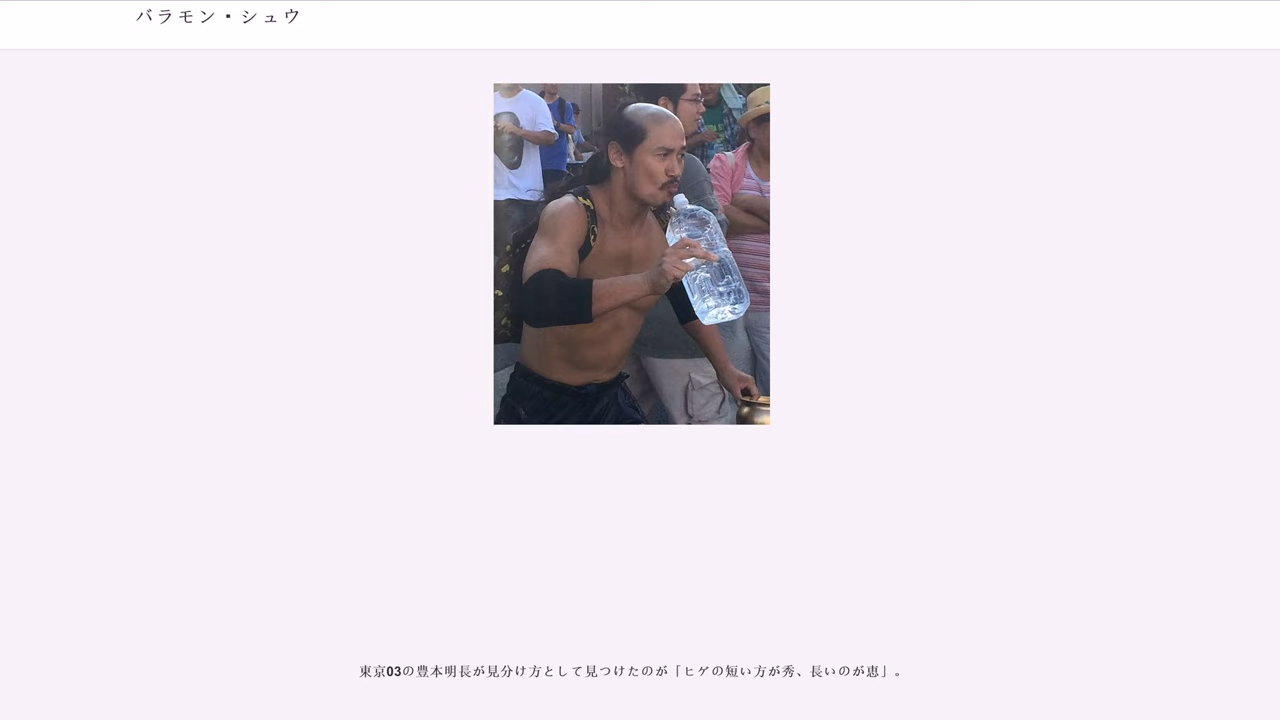 バラモン・シュウ
東京03の豊本明長が見分け方として見つけたのが「ヒゲの短い方が秀、長いのが恵」。